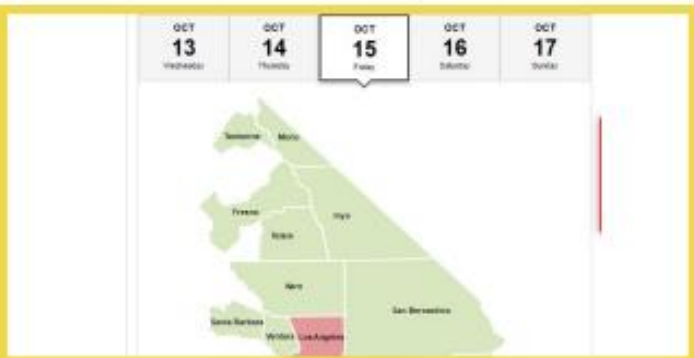 OCT OCT OCT OCT OCT
13 14 15 16 17
Wednesday Thursday Friday Saturday Sunday
Tuolumne Mono
Fresno Inyo
Tulare
Kern
San Bernardino
Santa Barbara
Ventura Los Angeles